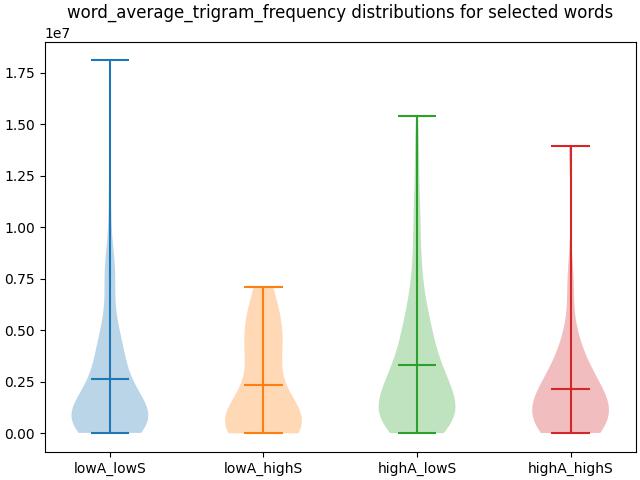 word_average_trigram_frequency distributions for selected words
1e7
1.75
1.50
1.25
1.00
0.75
0.50
0.25
0.00
lowA_lowS lowA_highS highA_lowS highA_highS